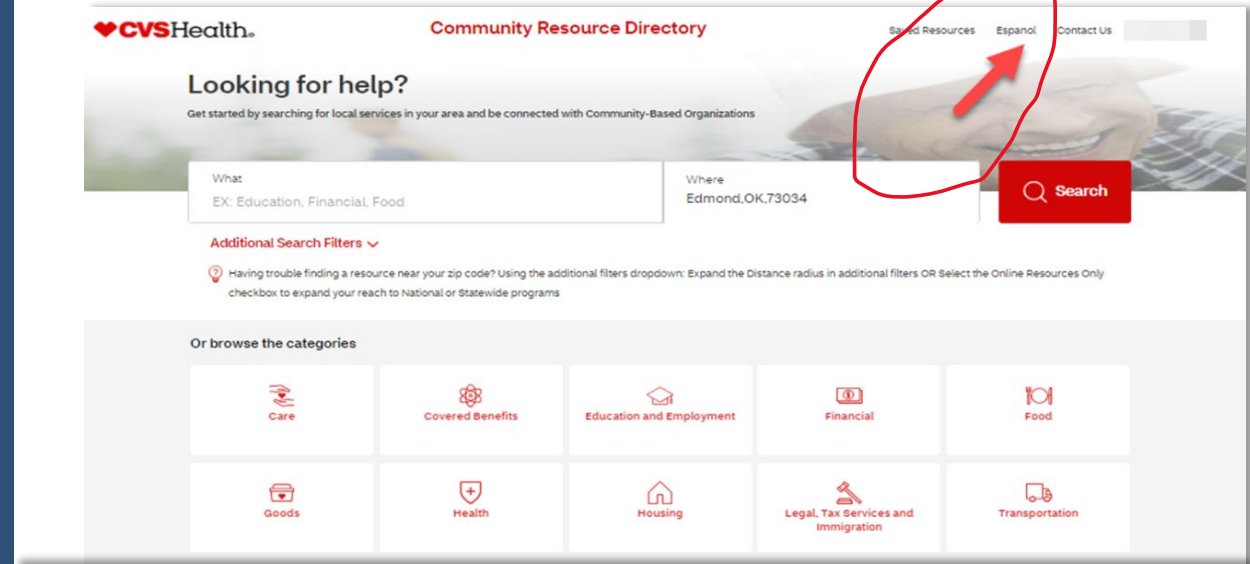 CVSHealth.
Community Resource Directory
Saved Resources Espanol Contact Us
Looking for help?
Get started by searching for local services in your area and be connected with Community-Based Organizations
What
EX: Education, Financial, Food
Where
Edmond,OK,73034
Search
Additional Search Filters
Having trouble finding a resource near your zip code? Using the additional filters dropdown: Expand the Distance radius in additional filters OR Select the Online Resources Only
checkbox to expand your reach to National or Statewide programs
Or browse the categories
Care
Covered Benefits
Education and Employment
Financial
Food
Goods
Health
Housing
Legal, Tax Services and
Immigration
Transportation